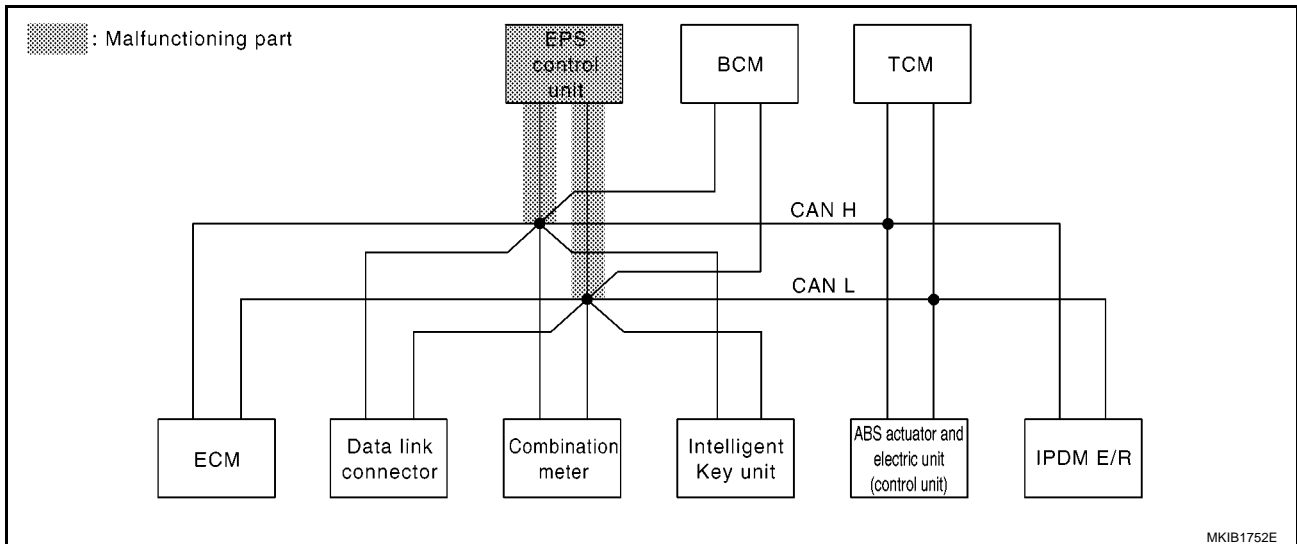 : Malfunctioning part
EPS
control
unit
BCM
TCM
CAN H
CAN L
ECM
Data link
connector
Combination
meter
Intelligent
Key unit
ABS actuator and
electric unit
(control unit)
IPDM E/R
MKIB1752E